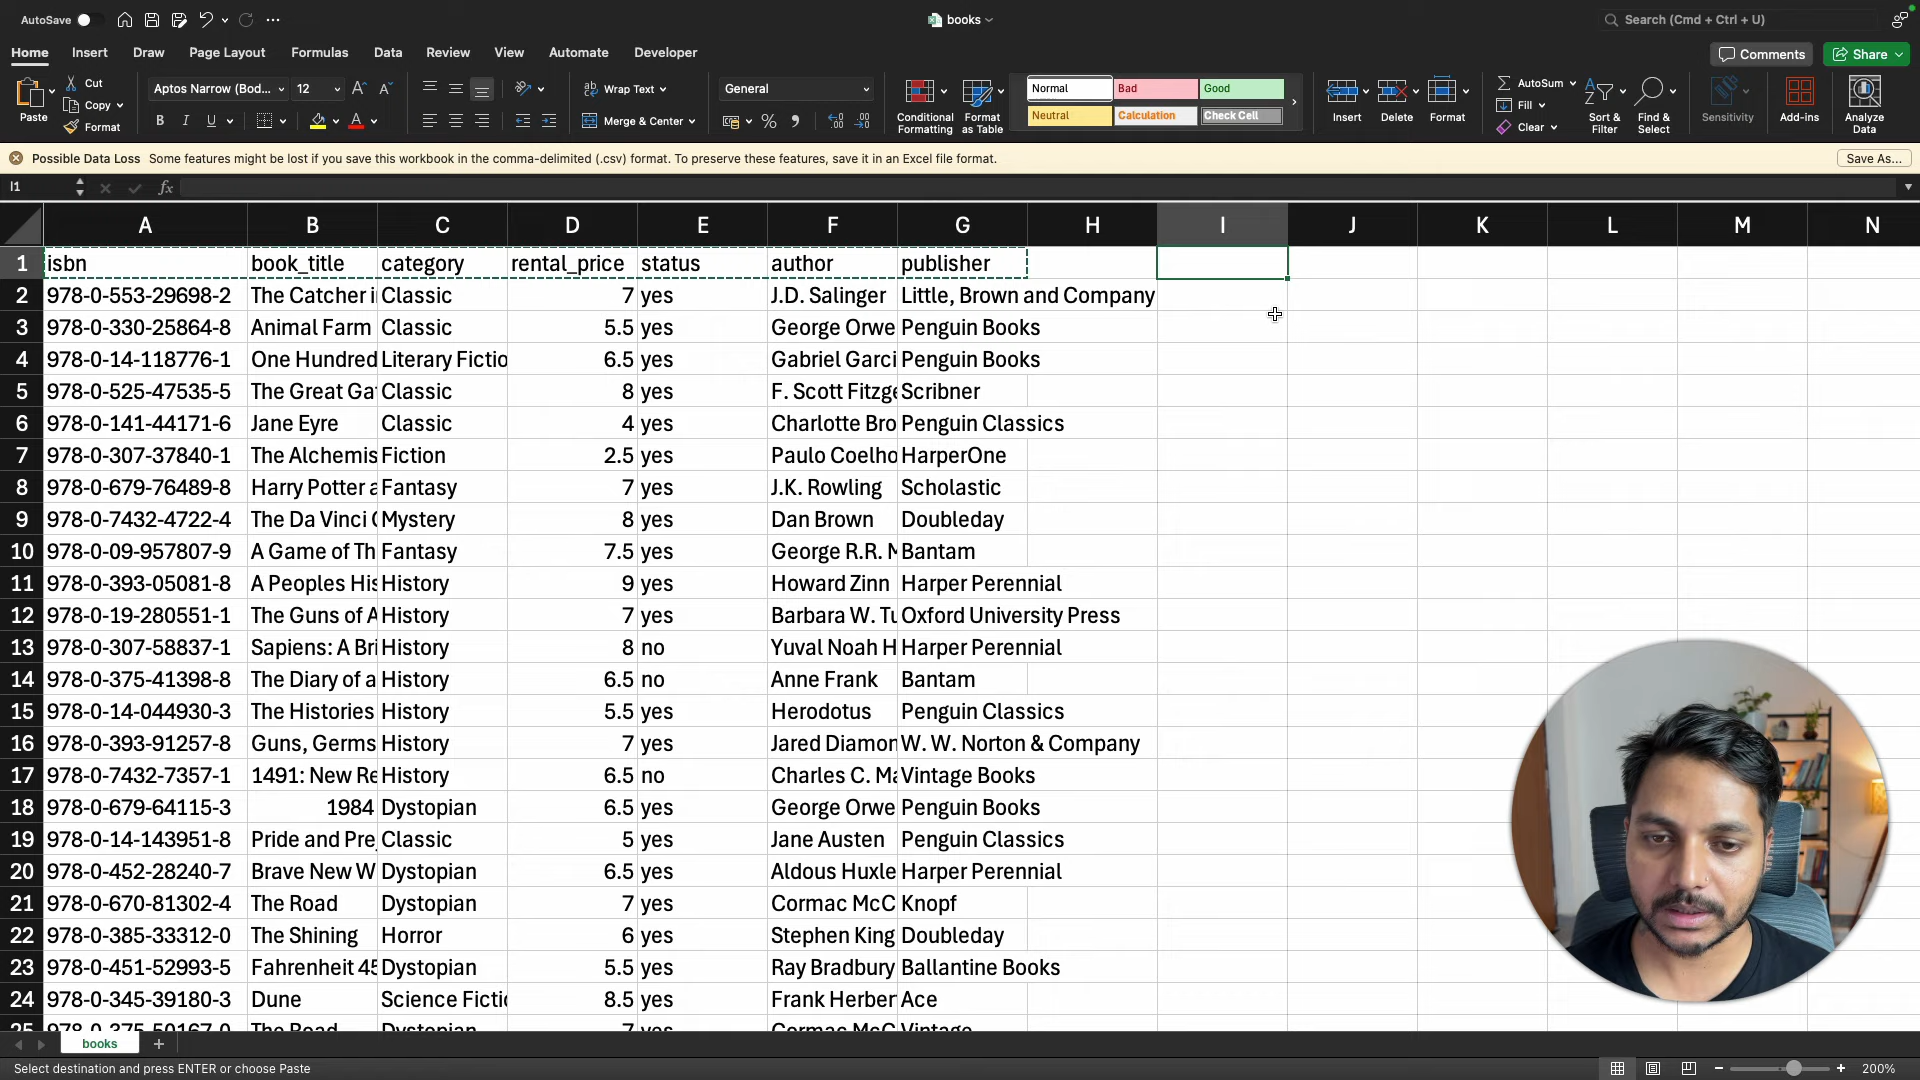 AutoSave
books
Search (Cmd + Ctrl + U)
Home Insert Draw Page Layout Formulas Data Review View Automate Developer
Comments Share
Paste
Cut
Copy
Format
Aptos Narrow (Bod... 12
B I U
Wrap Text
Merge & Center
General
Conditional Formatting
Format as Table
Normal Bad Good
Neutral Calculation Check Cell
Insert Delete Format
AutoSum
Fill
Clear
Sort & Filter
Find & Select
Sensitivity
Add-ins
Analyze Data
Possible Data Loss Some features might be lost if you save this workbook in the comma-delimited (.csv) format. To preserve these features, save it in an Excel file format. Save As...
I1 fx
A B C D E F G H I J K L M N
1 isbn book_title category rental_price status author publisher
2 978-0-553-29698-2 The Catcher i Classic 7 yes J.D. Salinger Little, Brown and Company
3 978-0-330-25864-8 Animal Farm Classic 5.5 yes George Orwe Penguin Books
4 978-0-14-118776-1 One Hundred Literary Fictio 6.5 yes Gabriel Garci Penguin Books
5 978-0-525-47535-5 The Great Ga Classic 8 yes F. Scott Fitzge Scribner
6 978-0-141-44171-6 Jane Eyre Classic 4 yes Charlotte Bro Penguin Classics
7 978-0-307-37840-1 The Alchemis Fiction 2.5 yes Paulo Coelho HarperOne
8 978-0-679-76489-8 Harry Potter a Fantasy 7 yes J.K. Rowling Scholastic
9 978-0-7432-4722-4 The Da Vinci C Mystery 8 yes Dan Brown Doubleday
10 978-0-09-957807-9 A Game of Th Fantasy 7.5 yes George R.R. M Bantam
11 978-0-393-05081-8 A Peoples His History 9 yes Howard Zinn Harper Perennial
12 978-0-19-280551-1 The Guns of A History 7 yes Barbara W. Tu Oxford University Press
13 978-0-307-58837-1 Sapiens: A Bri History 8 no Yuval Noah H Harper Perennial
14 978-0-375-41398-8 The Diary of a History 6.5 no Anne Frank Bantam
15 978-0-14-044930-3 The Histories History 5.5 yes Herodotus Penguin Classics
16 978-0-393-91257-8 Guns, Germs History 7 yes Jared Diamon W. W. Norton & Company
17 978-0-7432-7357-1 1491: New Re History 6.5 no Charles C. Ma Vintage Books
18 978-0-679-64115-3 1984 Dystopian 6.5 yes George Orwe Penguin Books
19 978-0-14-143951-8 Pride and Pre Classic 5 yes Jane Austen Penguin Classics
20 978-0-452-28240-7 Brave New W Dystopian 6.5 yes Aldous Huxle Harper Perennial
21 978-0-670-81302-4 The Road Dystopian 7 yes Cormac McC Knopf
22 978-0-385-33312-0 The Shining Horror 6 yes Stephen King Doubleday
23 978-0-451-52993-5 Fahrenheit 45 Dystopian 5.5 yes Ray Bradbury Ballantine Books
24 978-0-345-39180-3 Dune Science Fictio 8.5 yes Frank Herber Ace
25 978-0-375-50167-0 The Road Dystopian 7 yes Cormac McC Vintage
books
Select destination and press ENTER or choose Paste
200%